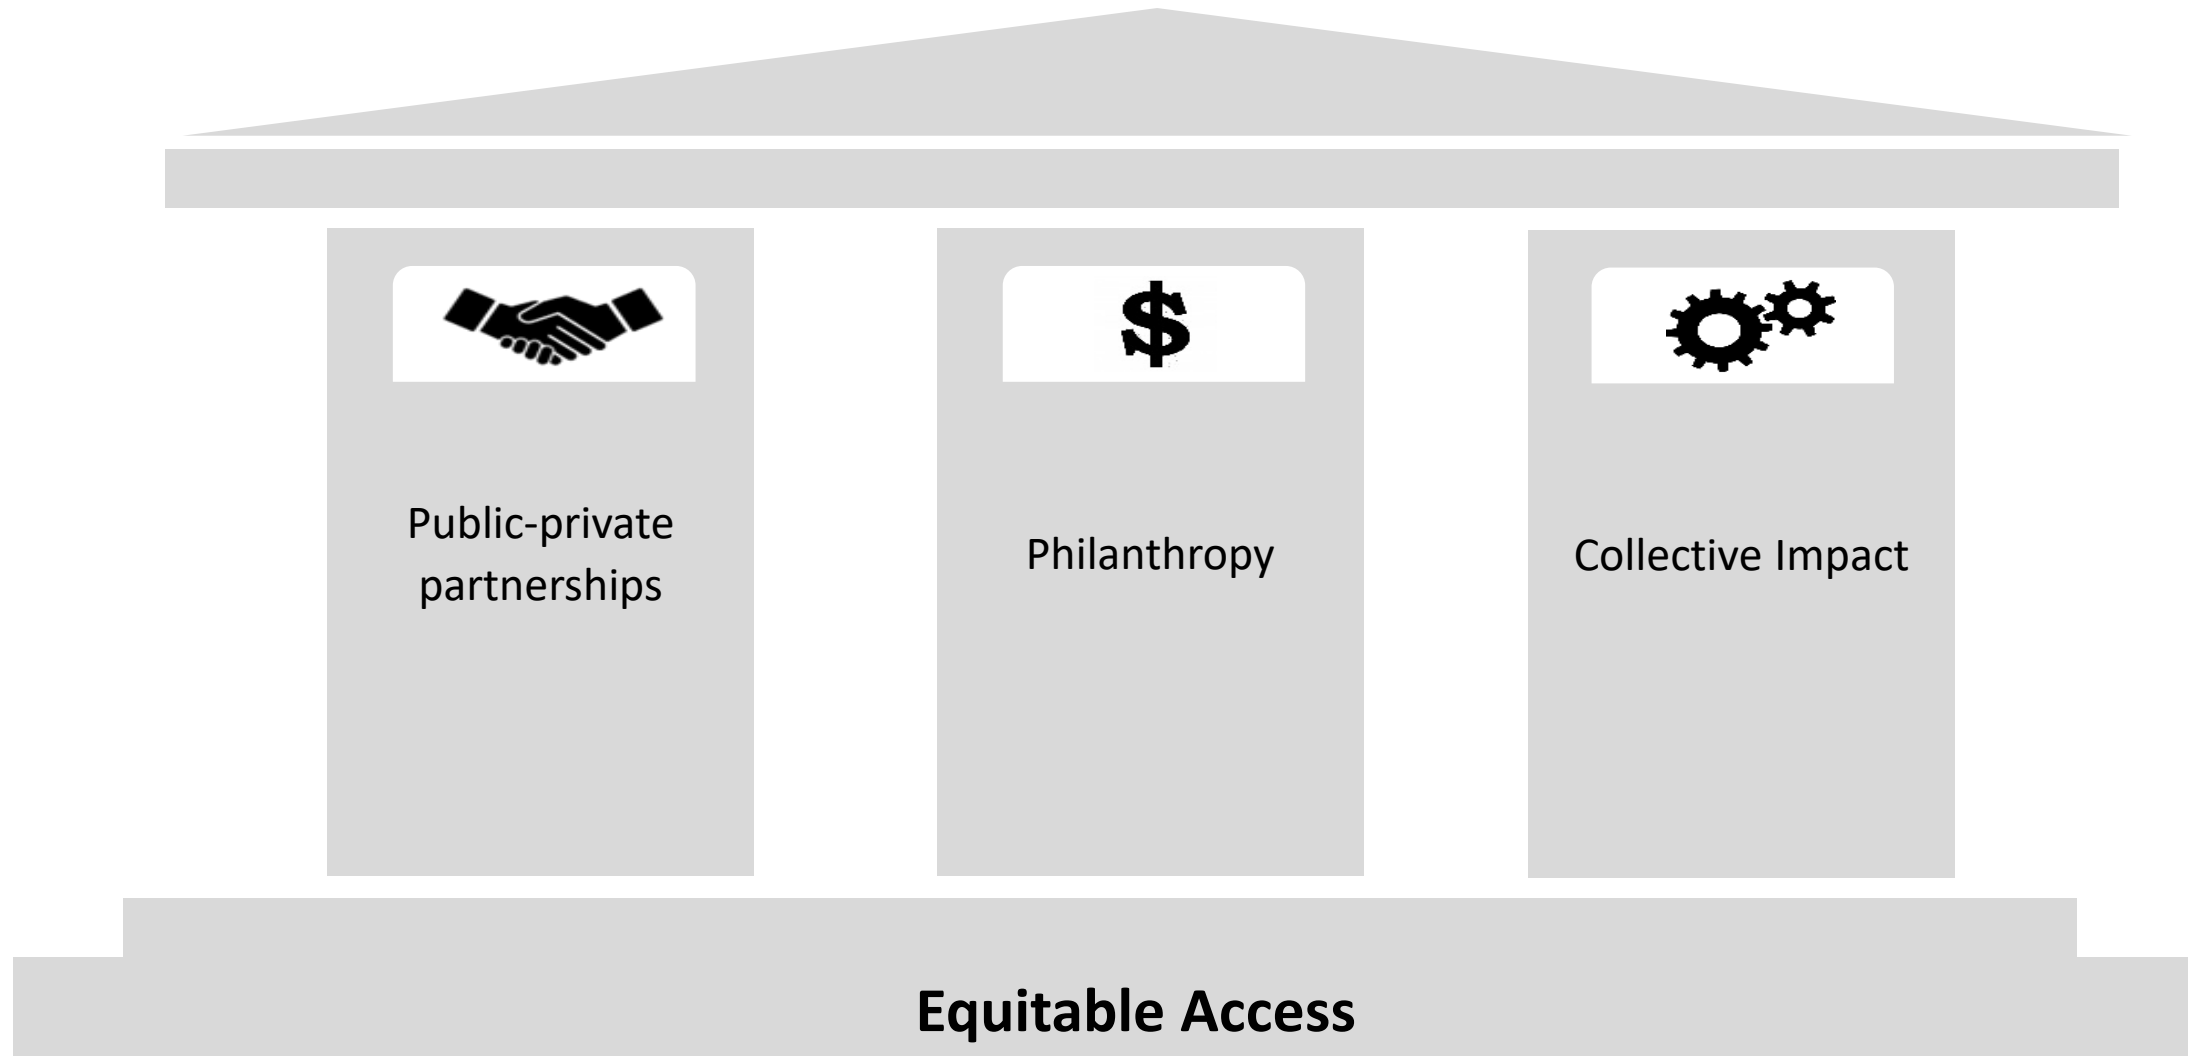 Public-private
partnerships
Philanthropy
Collective Impact
Equitable Access